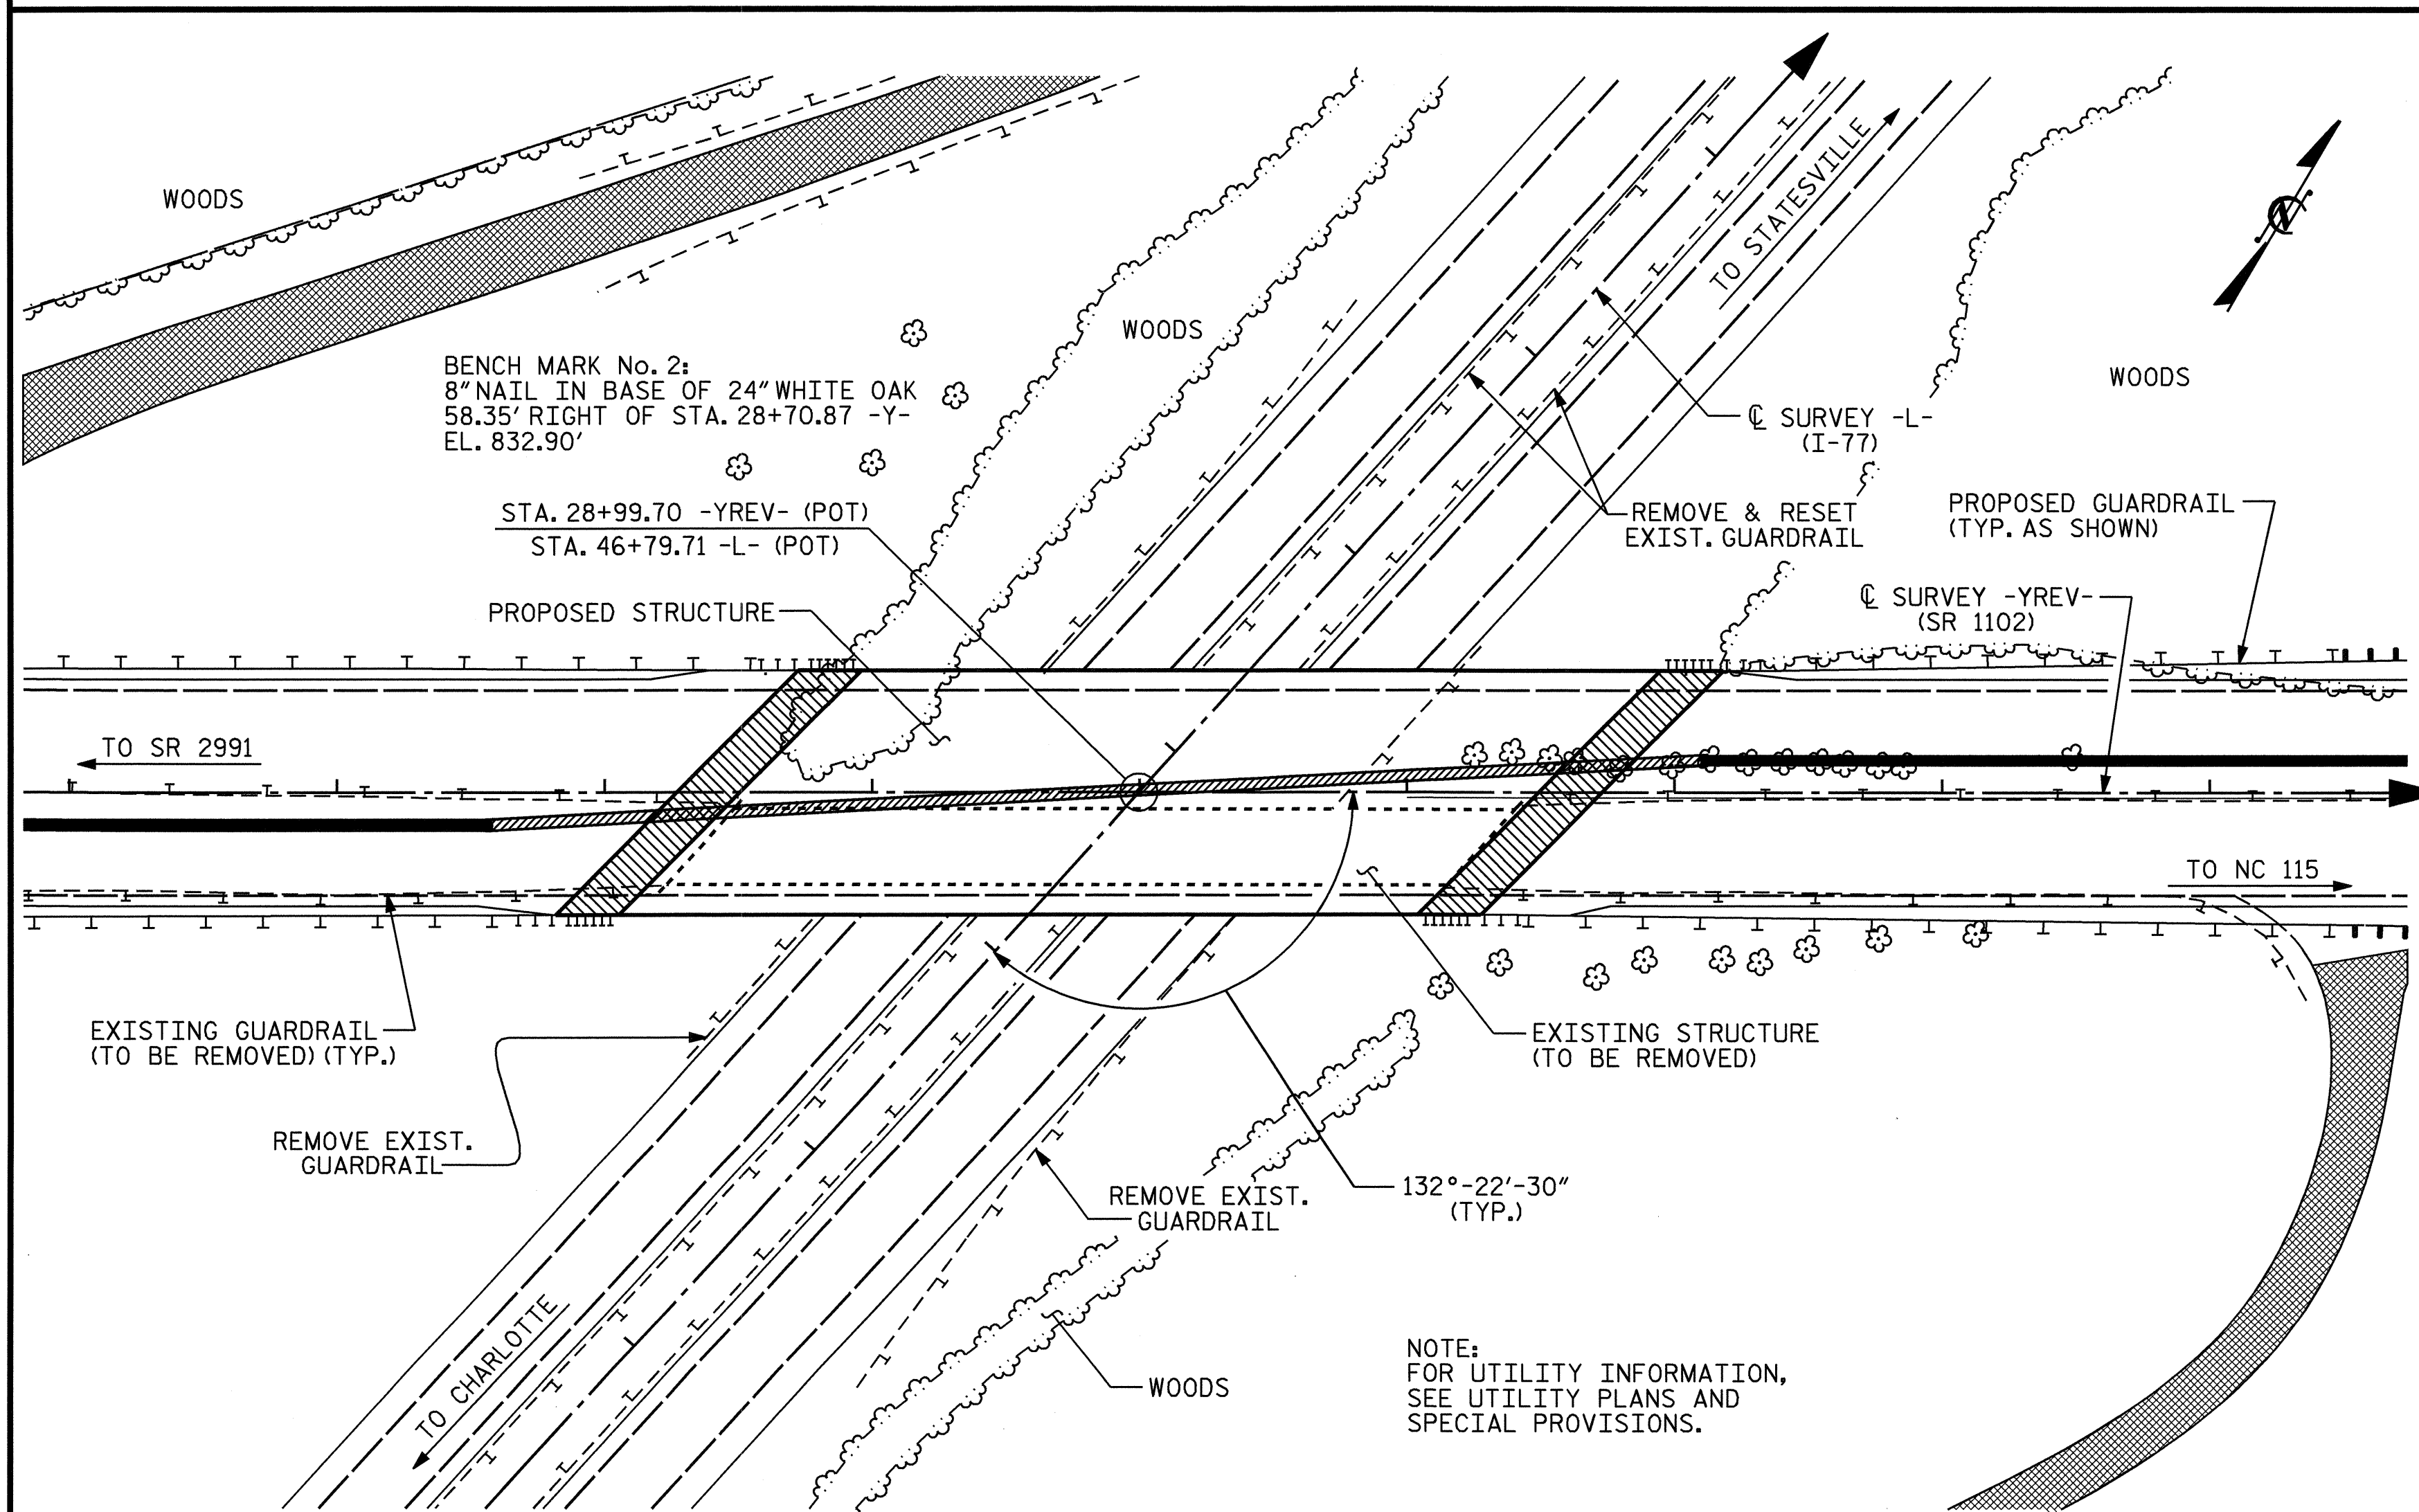 WOODS
TO STATESVILLE
N
WOODS
WOODS
BENCH MARK No. 2:
8" NAIL IN BASE OF 24" WHITE OAK
58.35' RIGHT OF STA. 28+70.87 -Y-
EL. 832.90'
℄ SURVEY -L-
(I-77)
STA. 28+99.70 -YREV- (POT)
STA. 46+79.71 -L- (POT)
REMOVE & RESET
EXIST. GUARDRAIL
PROPOSED GUARDRAIL
(TYP. AS SHOWN)
PROPOSED STRUCTURE
℄ SURVEY -YREV-
(SR 1102)
TO SR 2991
TO NC 115
EXISTING GUARDRAIL
(TO BE REMOVED) (TYP.)
EXISTING STRUCTURE
(TO BE REMOVED)
REMOVE EXIST.
GUARDRAIL
REMOVE EXIST.
GUARDRAIL
132°-22'-30"
(TYP.)
TO CHARLOTTE
WOODS
NOTE:
FOR UTILITY INFORMATION,
SEE UTILITY PLANS AND
SPECIAL PROVISIONS.